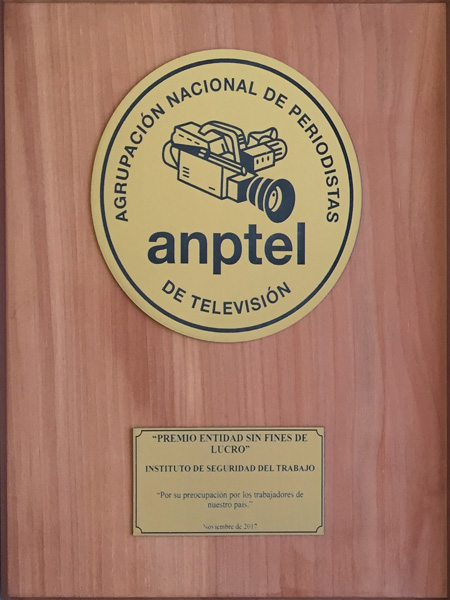 AGRUPACIÓN NACIONAL DE PERIODISTAS
anptel
DE TELEVISIÓN
“PREMIO ENTIDAD SIN FINES DE
LUCRO”
INSTITUTO DE SEGURIDAD DEL TRABAJO
“Por su preocupación por los trabajadores de
nuestro país.”
Noviembre de 2017